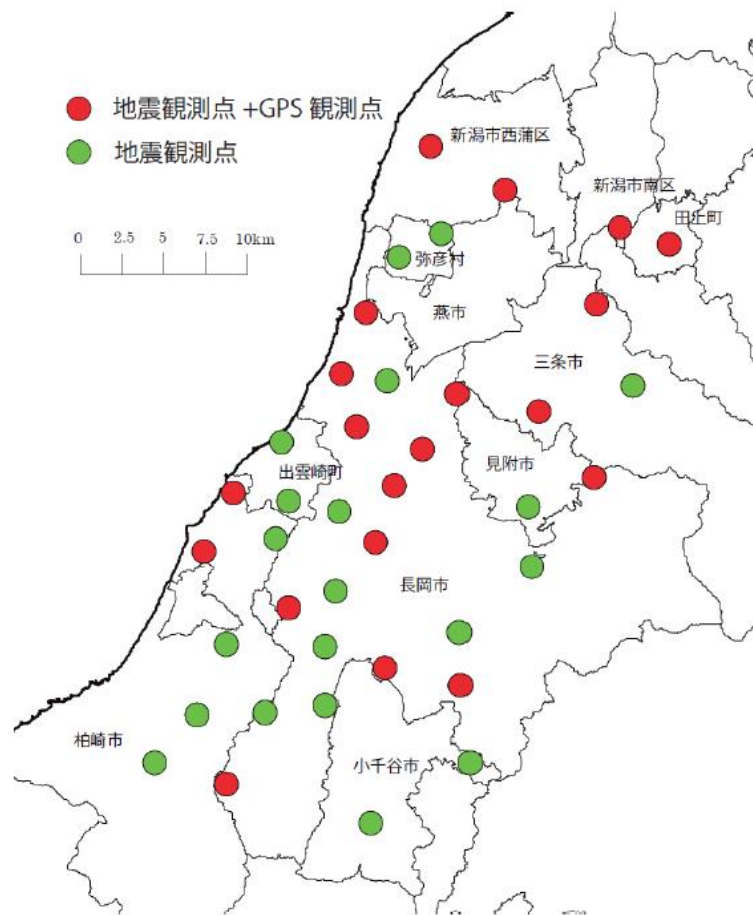 地震観測点+GPS観測点
地震観測点
0 2.5 5 7.5 10km
新潟市西蒲区
新潟市南区
田上町
弥彦村
燕市
三条市
見附市
出雲崎町
長岡市
柏崎市
小千谷市